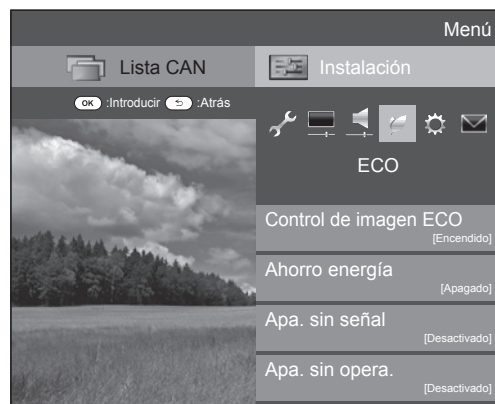 Menú
Lista CAN
Instalación
OK :Introducir :Atrás
ECO
Control de imagen ECO
[Encendido]
Ahorro energía
[Apagado]
Apa. sin señal
[Desactivado]
Apa. sin opera.
[Desactivado]